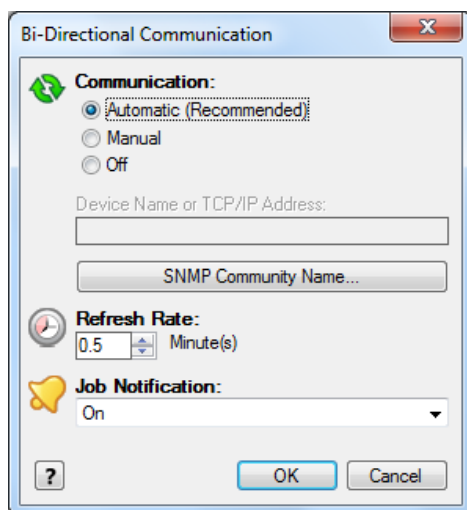 Bi-Directional Communication
Communication:
Automatic (Recommended)
Manual
Off
Device Name or TCP/IP Address:
SNMP Community Name...
Refresh Rate:
0.5 Minute(s)
Job Notification:
On
? OK Cancel